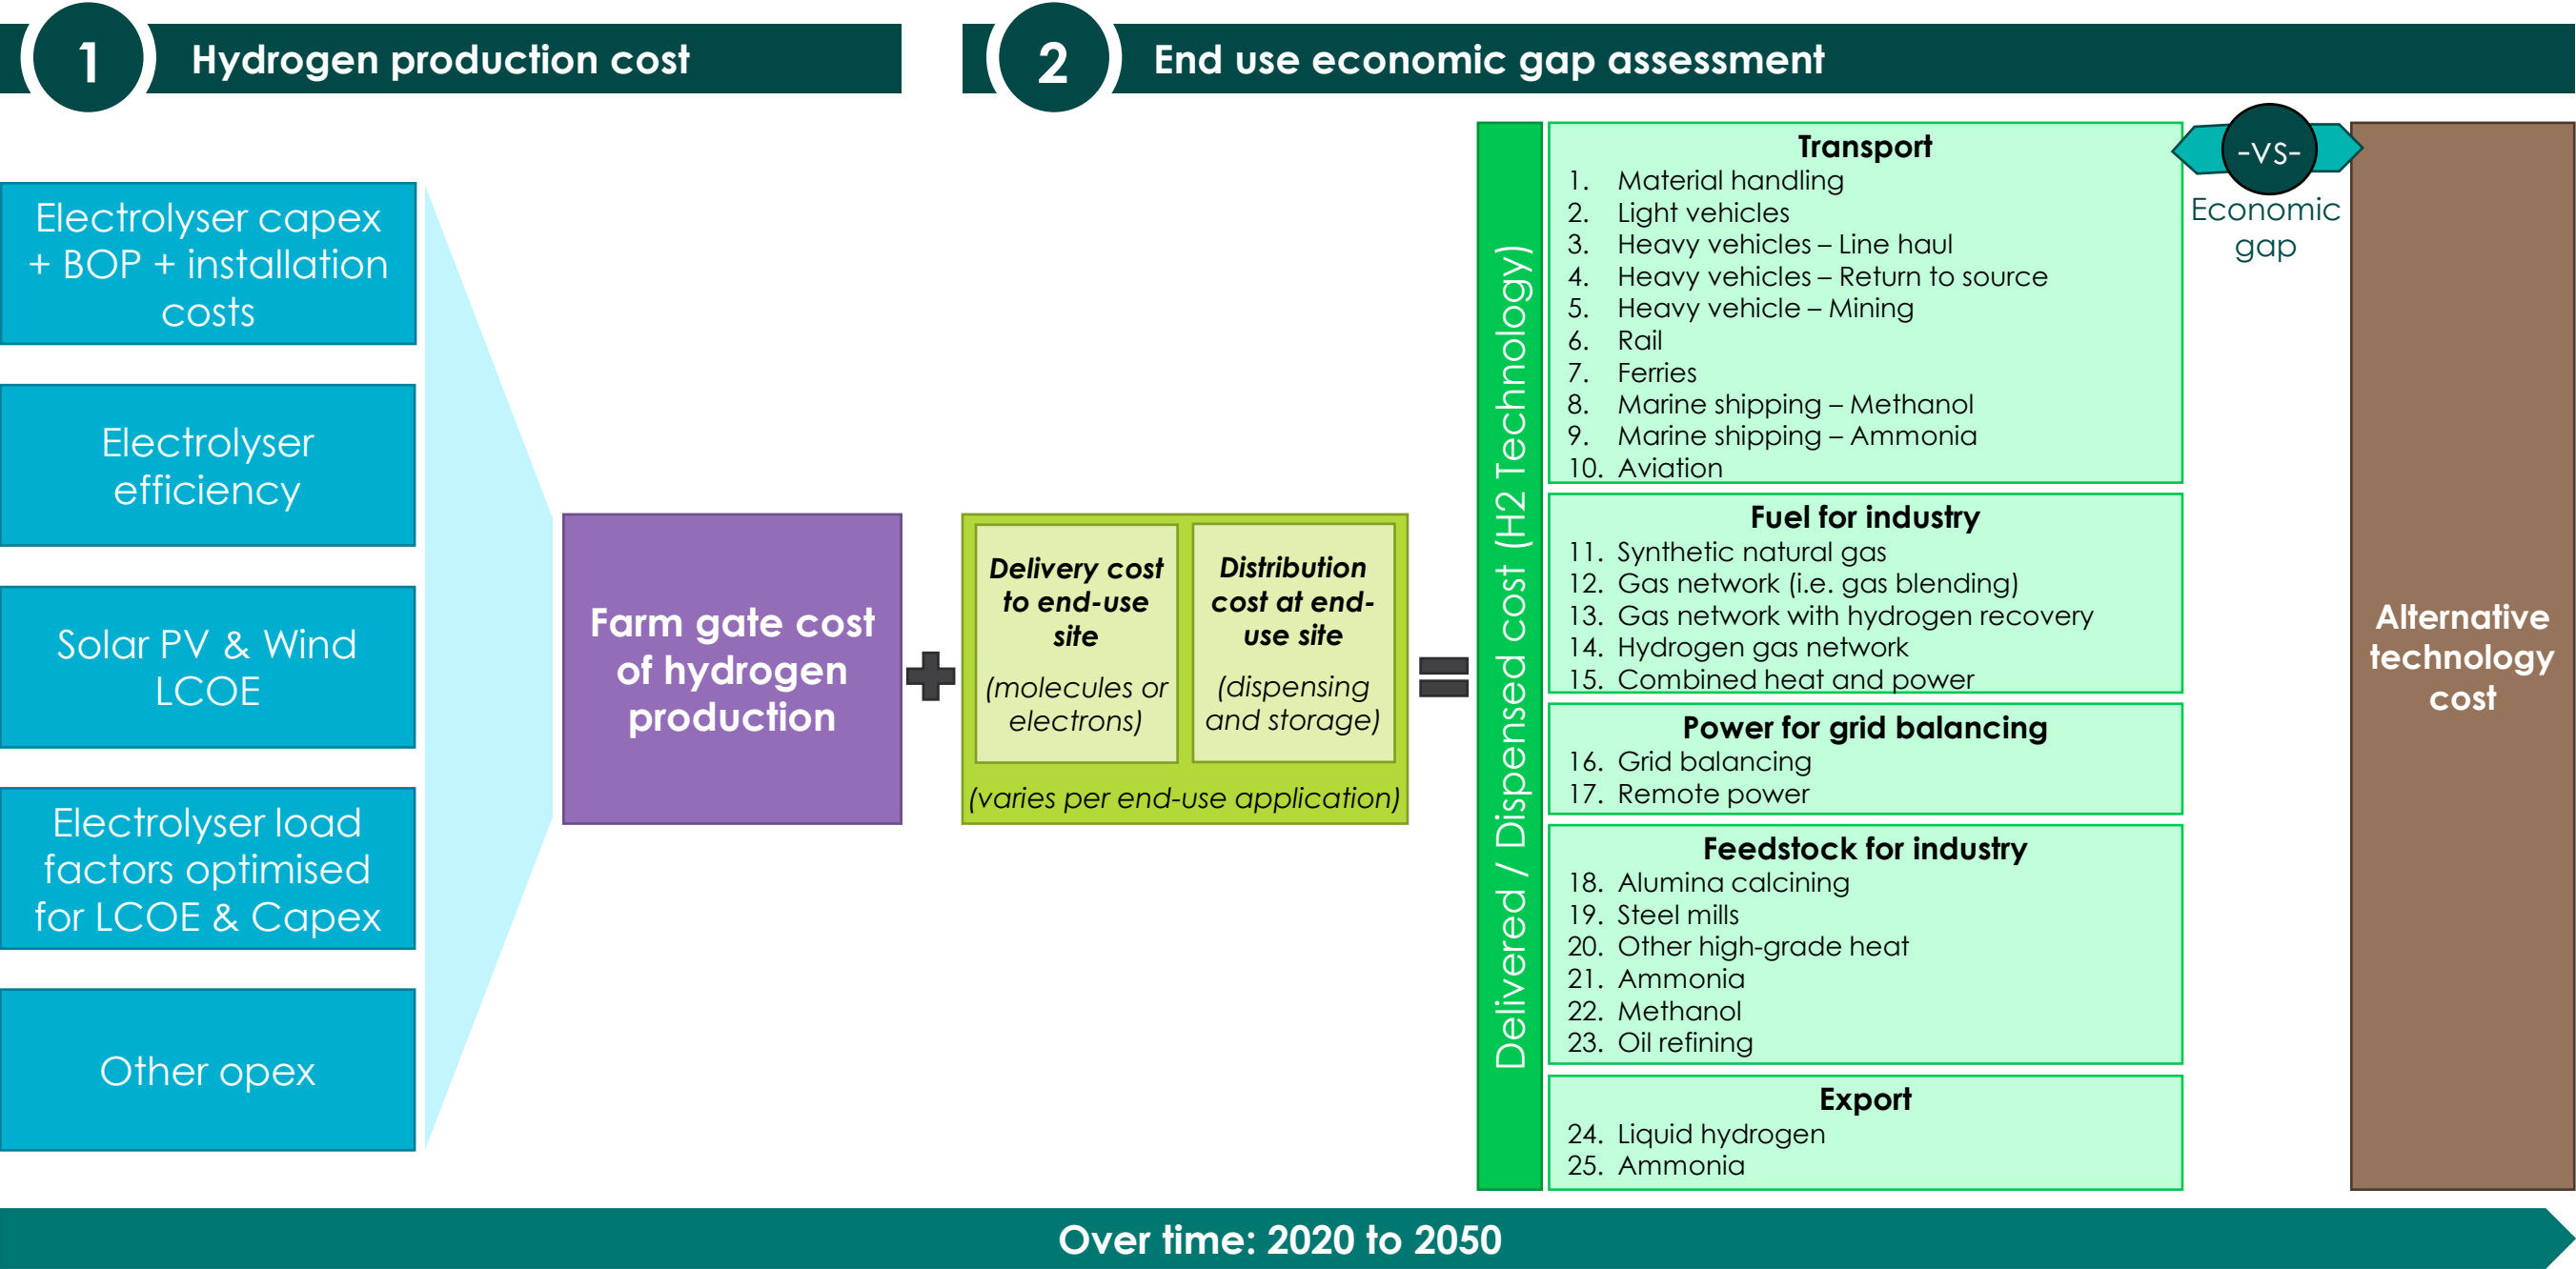 1
Hydrogen production cost
2
End use economic gap assessment
Electrolyser capex
+ BOP + installation
costs
Electrolyser
efficiency
Solar PV & Wind
LCOE
Electrolyser load
factors optimised
for LCOE & Capex
Other opex
Farm gate cost
of hydrogen
production
Delivery cost
to end-use
site
(molecules or
electrons)
Distribution
cost at end-
use site
(dispensing
and storage)
(varies per end-use application)
Delivered / Dispensed cost (H2 Technology)
Transport
1. Material handling
2. Light vehicles
3. Heavy vehicles – Line haul
4. Heavy vehicles – Return to source
5. Heavy vehicle – Mining
6. Rail
7. Ferries
8. Marine shipping – Methanol
9. Marine shipping – Ammonia
10. Aviation
Fuel for industry
11. Synthetic natural gas
12. Gas network (i.e. gas blending)
13. Gas network with hydrogen recovery
14. Hydrogen gas network
15. Combined heat and power
Power for grid balancing
16. Grid balancing
17. Remote power
Feedstock for industry
18. Alumina calcining
19. Steel mills
20. Other high-grade heat
21. Ammonia
22. Methanol
23. Oil refining
Export
24. Liquid hydrogen
25. Ammonia
-VS-
Economic
gap
Alternative
technology
cost
Over time: 2020 to 2050